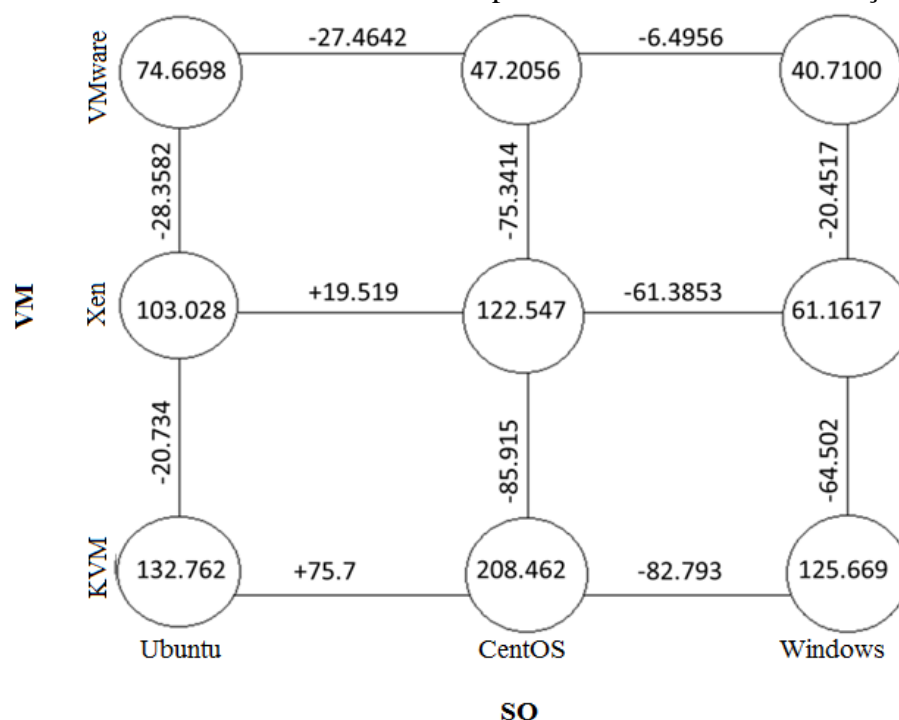 -27.4642
-6.4956
VMware
74.6698
47.2056
40.7100
-28.3582
-75.3414
-20.4517
VM
Xen
+19.519
-61.3853
103.028
122.547
61.1617
-20.734
-85.915
-64.502
KVM
132.762
+75.7
208.462
-82.793
125.669
Ubuntu
CentOS
Windows
SO